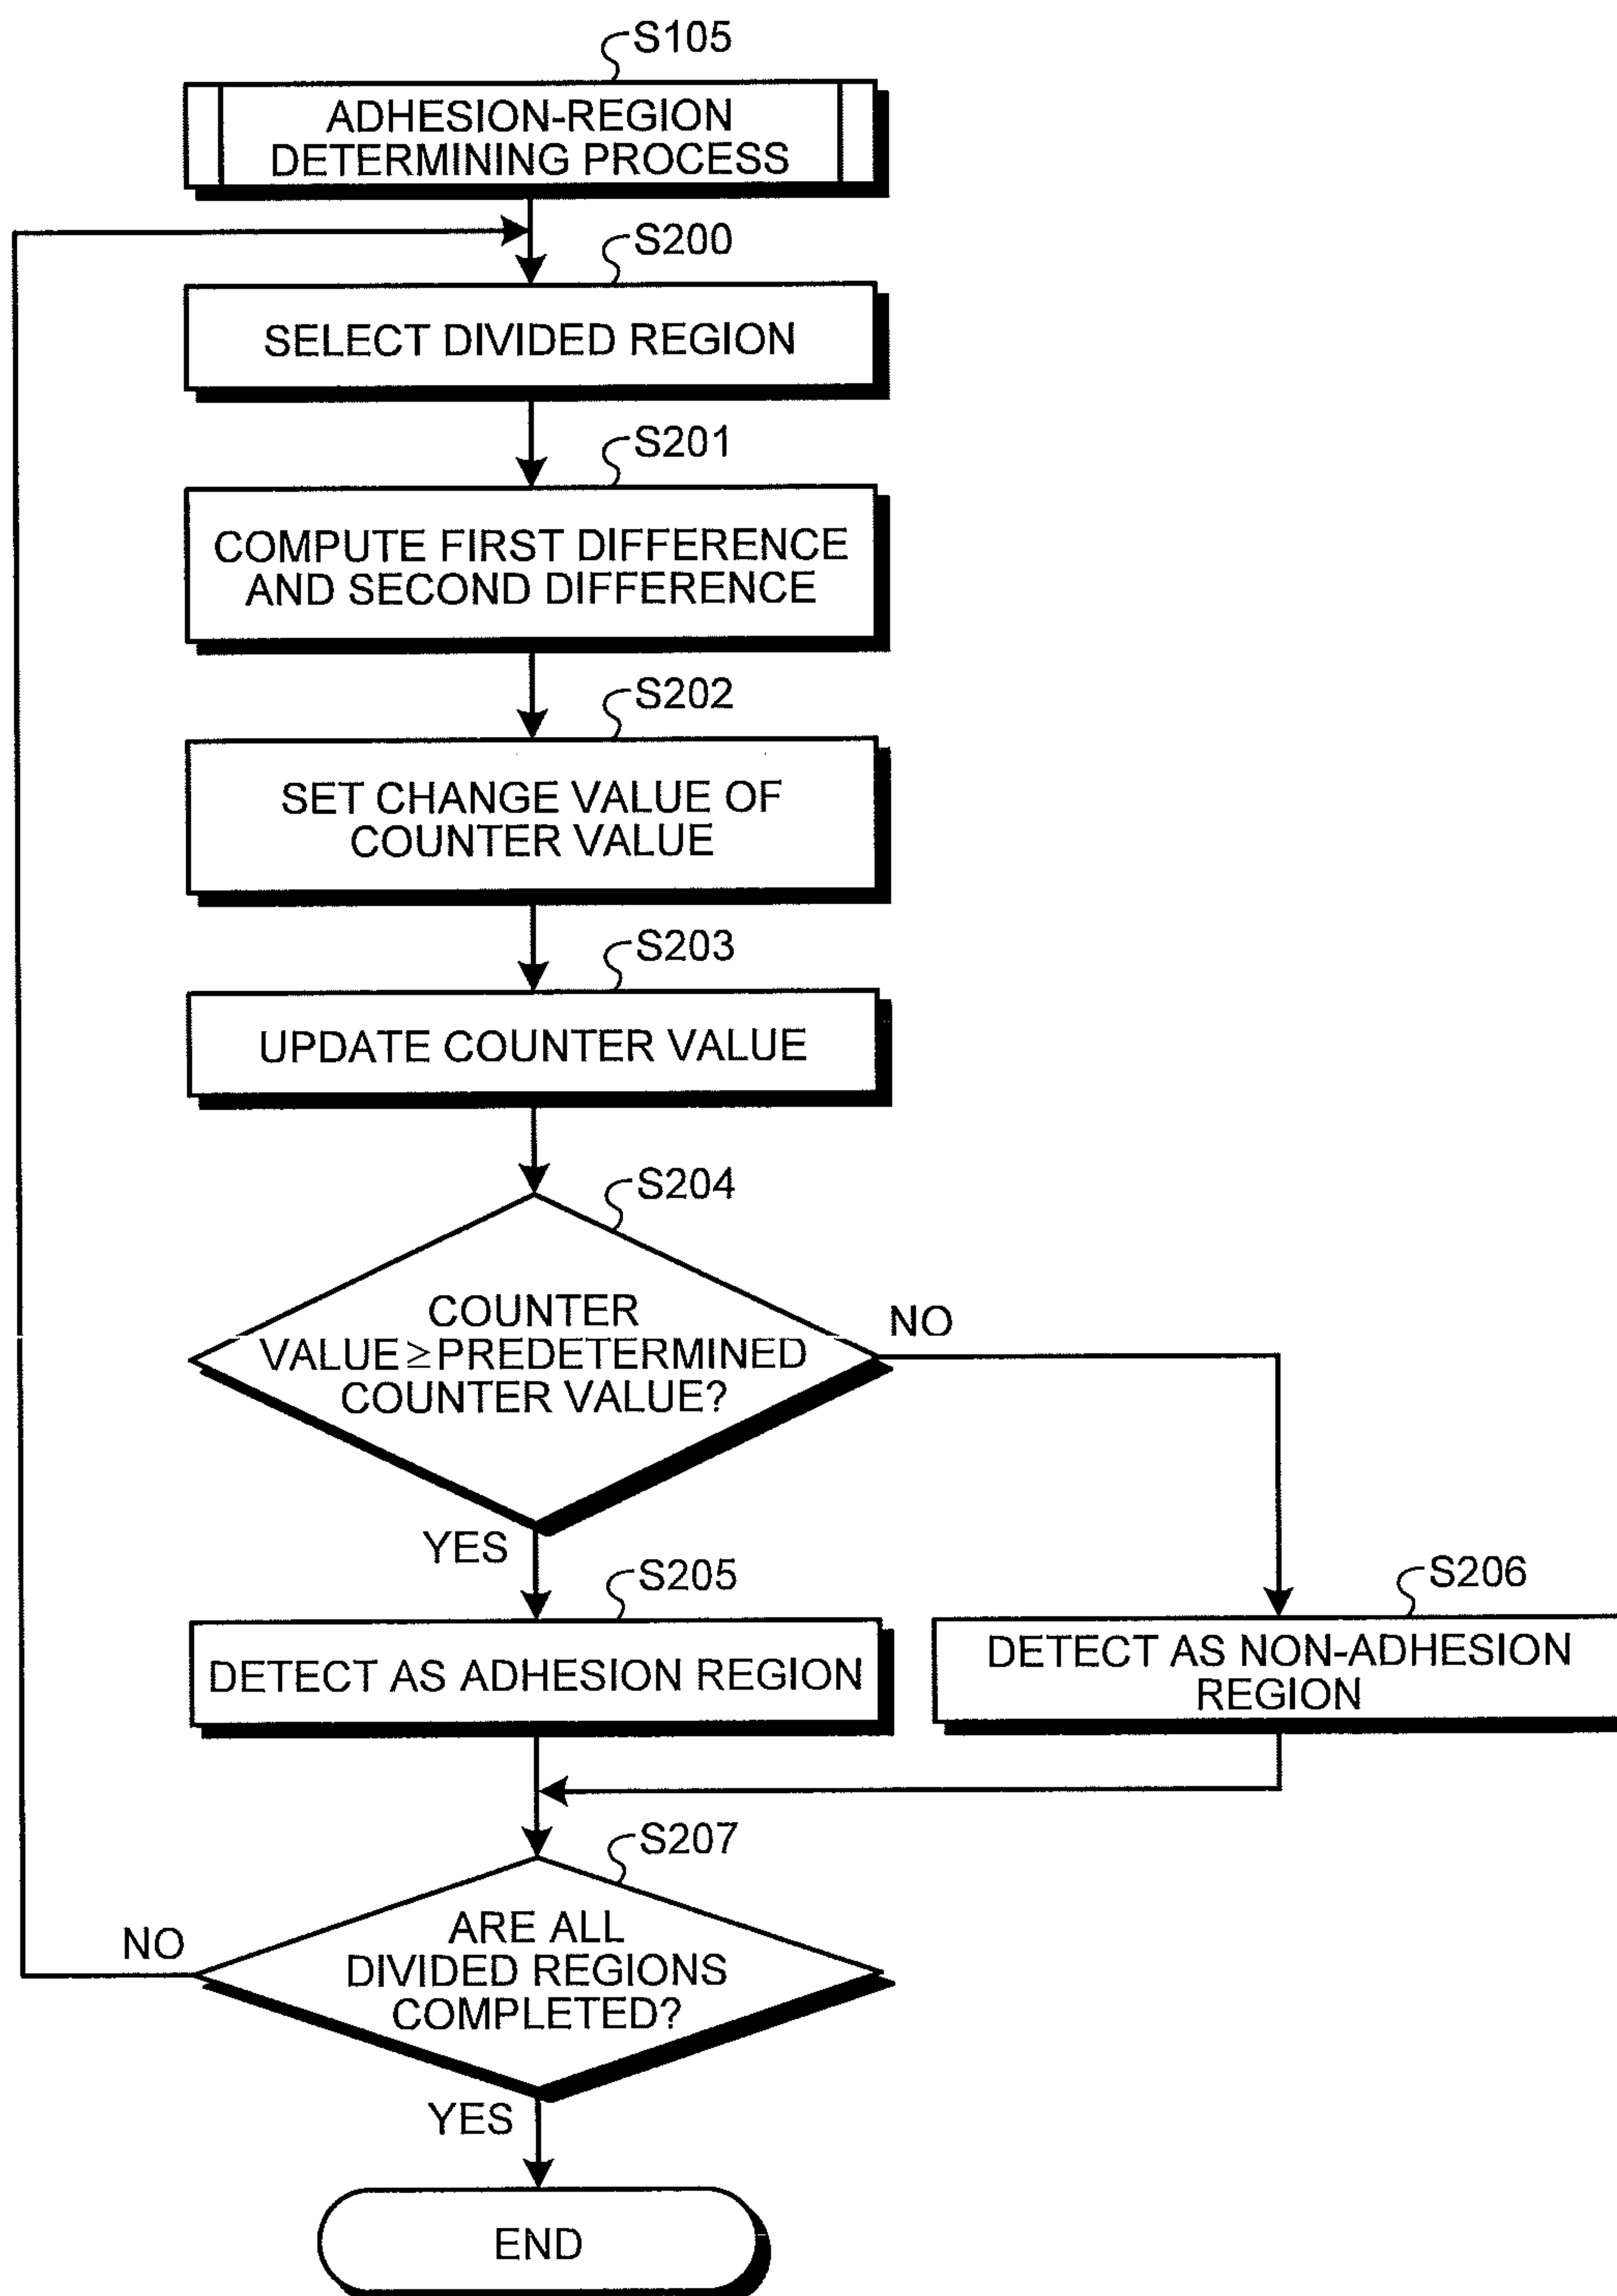 S105
ADHESION-REGION
DETERMINING PROCESS
S200
SELECT DIVIDED REGION
S201
COMPUTE FIRST DIFFERENCE
AND SECOND DIFFERENCE
S202
SET CHANGE VALUE OF
COUNTER VALUE
S203
UPDATE COUNTER VALUE
S204
COUNTER
VALUE≥PREDETERMINED
COUNTER VALUE?
NO
YES
S205
DETECT AS ADHESION REGION
S206
DETECT AS NON-ADHESION
REGION
S207
ARE ALL
DIVIDED REGIONS
COMPLETED?
NO
YES
END